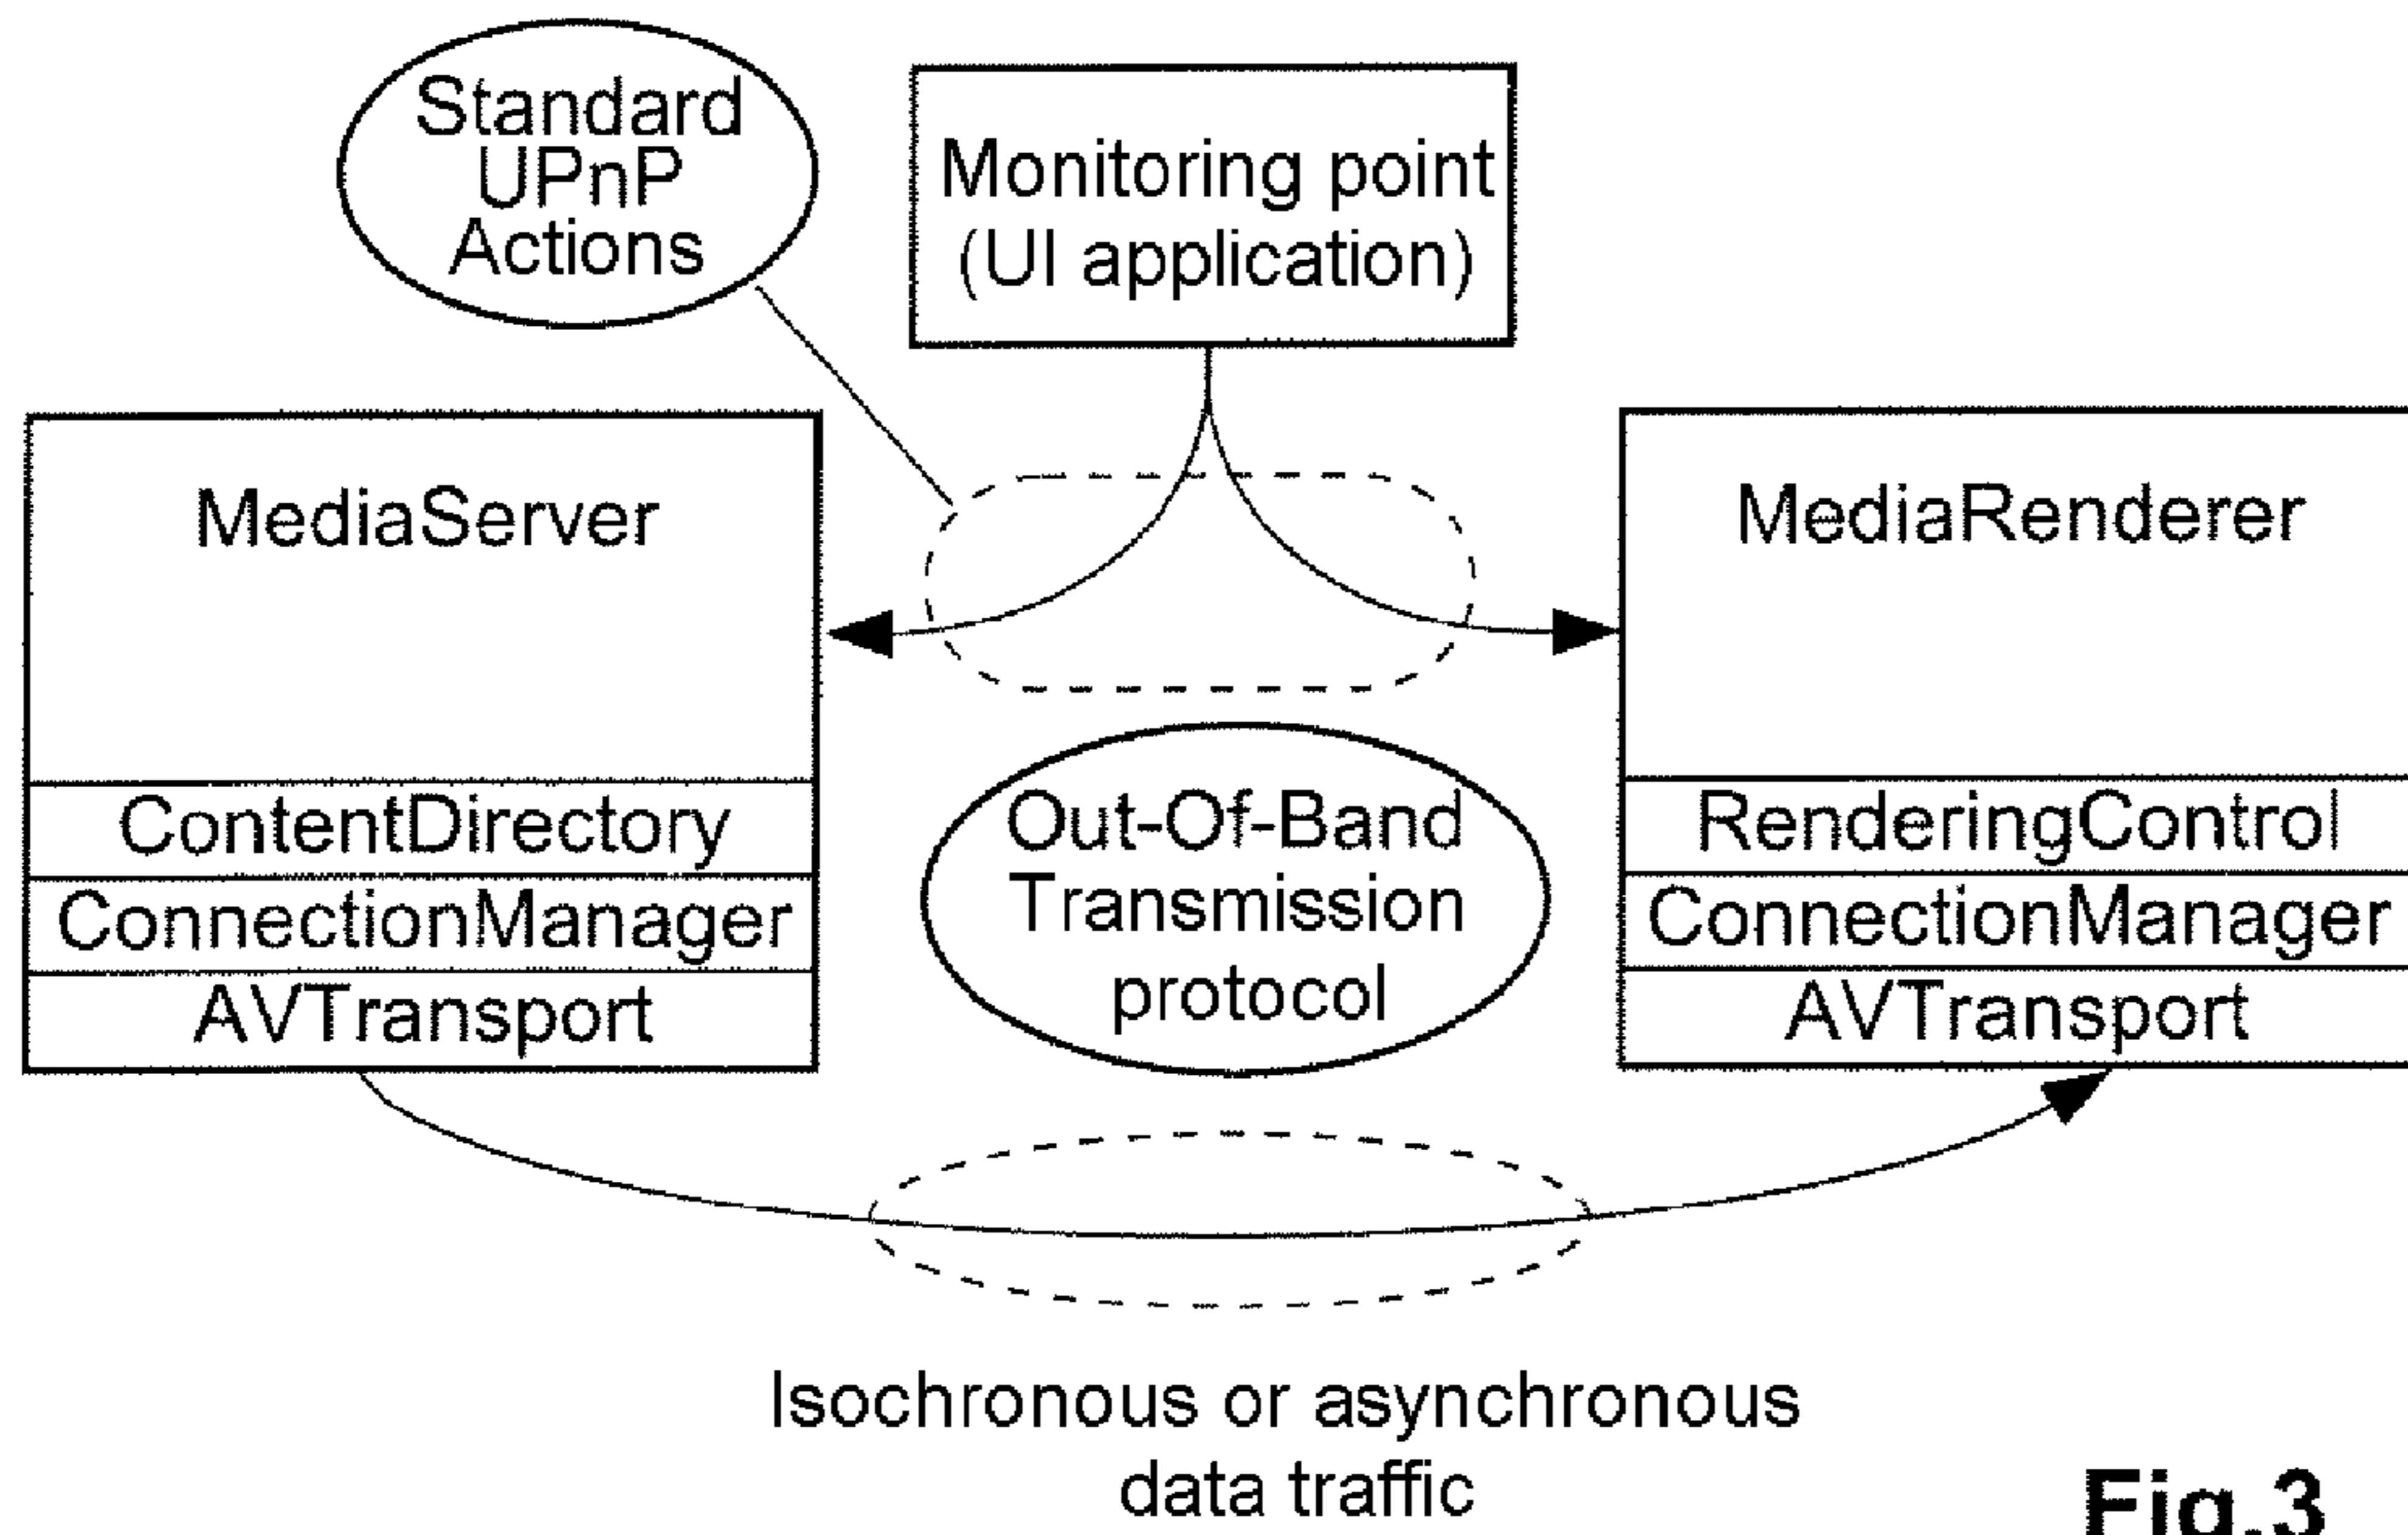 Standard
UPnP
Actions
Monitoring point
(UI application)
MediaServer
MediaRenderer
ContentDirectory
ConnectionManager
AVTransport
Out-Of-Band
Transmission
protocol
RenderingControl
ConnectionManager
AVTransport
Isochronous or asynchronous
data traffic
Fig.3